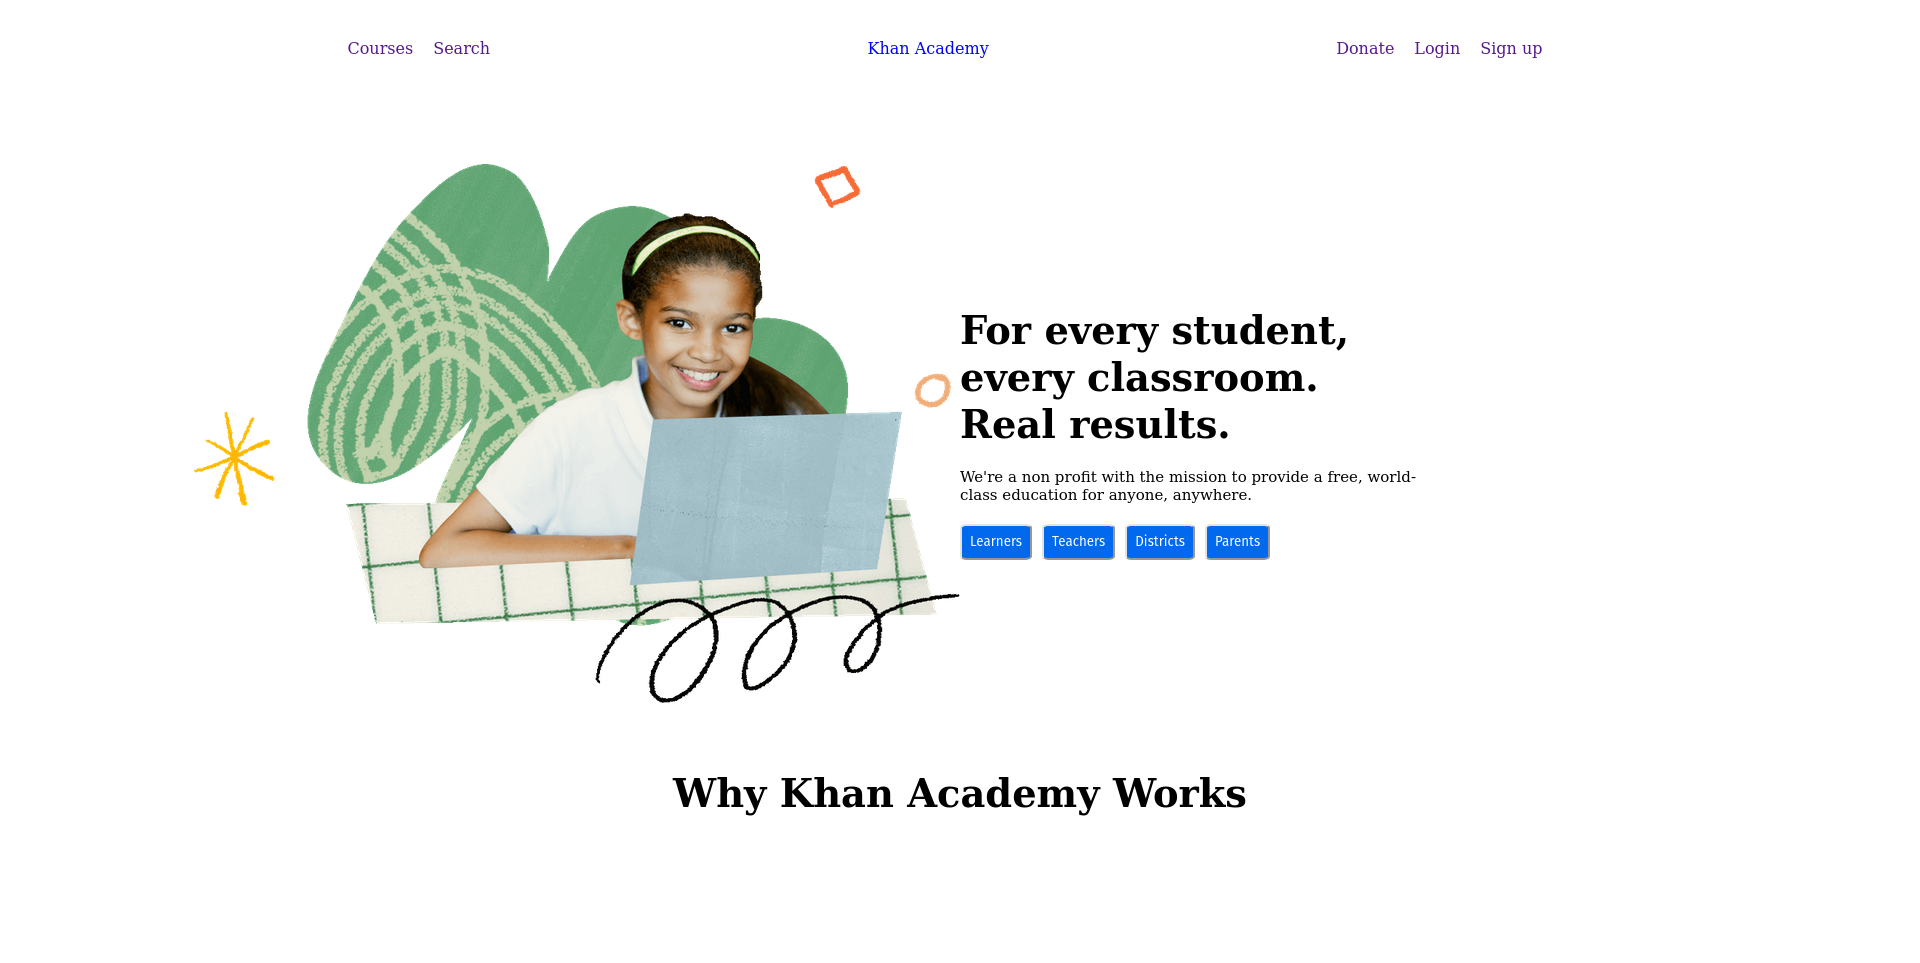 Courses Search Khan Academy Donate Login Sign up
For every student,
every classroom.
Real results.
We're a non profit with the mission to provide a free, world-
class education for anyone, anywhere.
Learners Teachers Districts Parents
Why Khan Academy Works